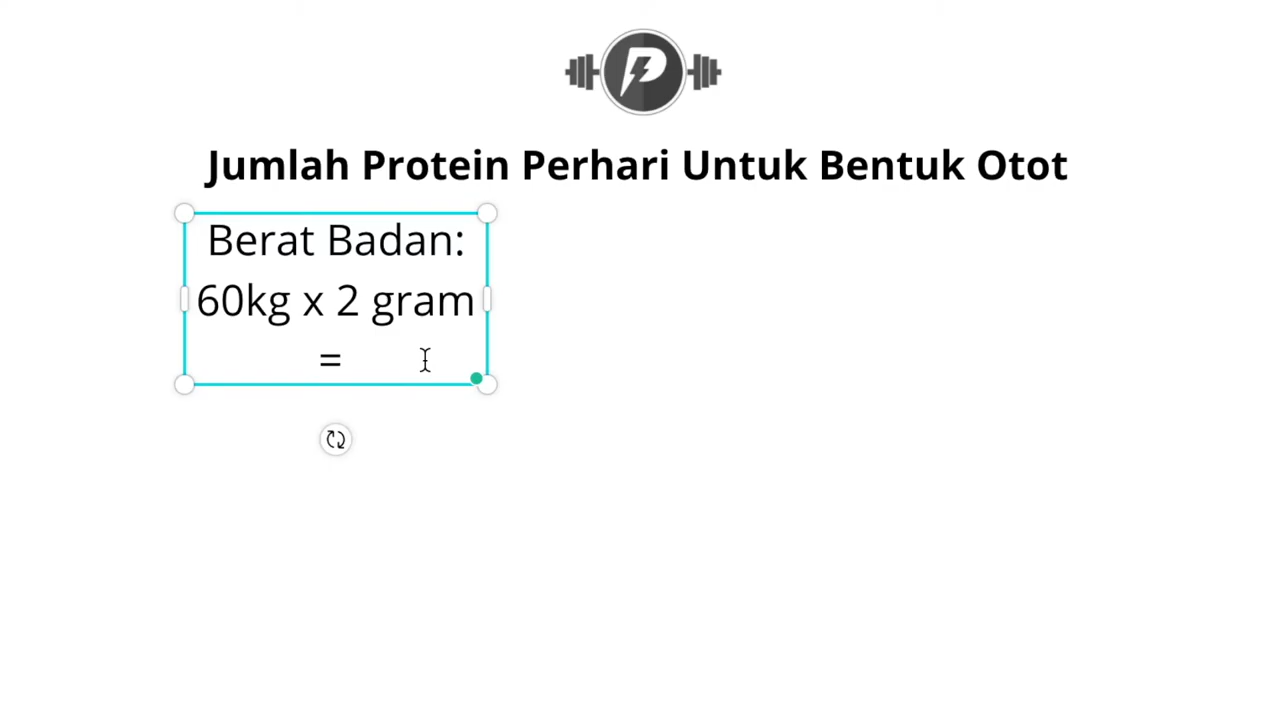 Jumlah Protein Perhari Untuk Bentuk Otot
Berat Badan:
60kg x 2 gram
=